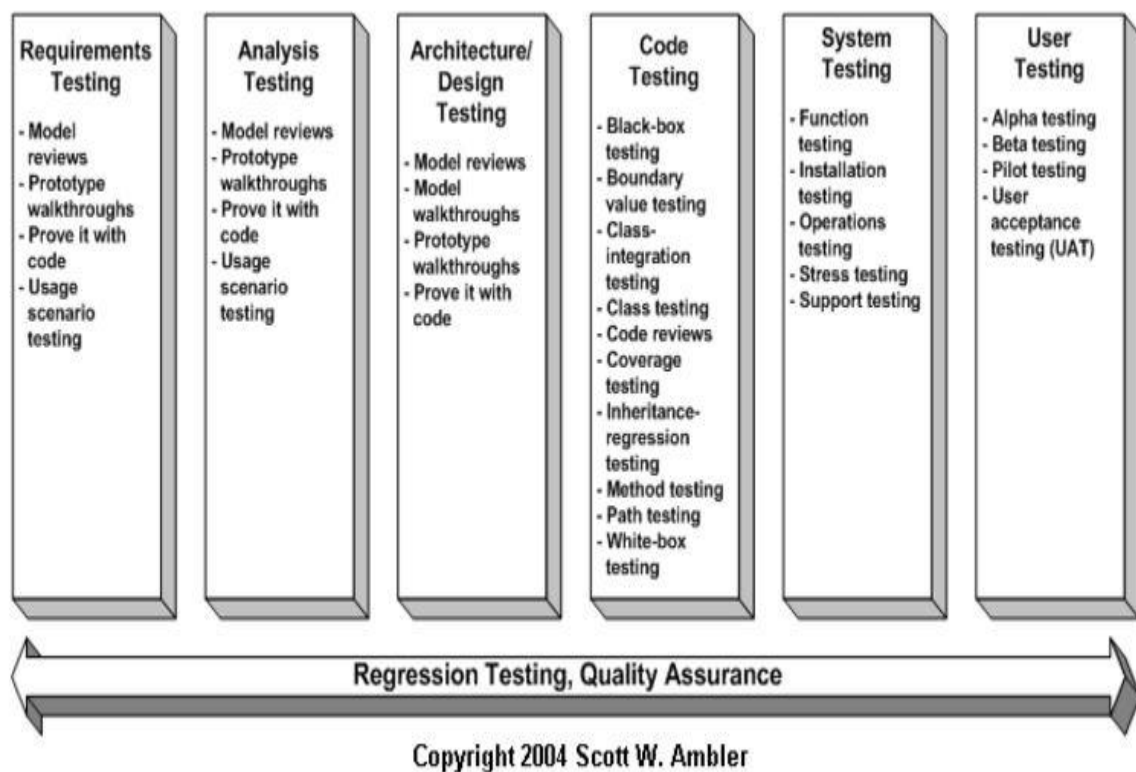 Requirements
Testing
- Model
reviews
- Prototype
walkthroughs
- Prove it with
code
- Usage
scenario
testing
Analysis
Testing
- Model reviews
- Prototype
walkthroughs
- Prove it with
code
- Usage
scenario
testing
Architecture/
Design
Testing
- Model reviews
- Model
walkthroughs
- Prototype
walkthroughs
- Prove it with
code
Code
Testing
- Black-box
testing
- Boundary
value testing
- Class-
integration
testing
- Class testing
- Code reviews
- Coverage
testing
- Inheritance-
regression
testing
- Method testing
- Path testing
- White-box
testing
System
Testing
- Function
testing
- Installation
testing
- Operations
testing
- Stress testing
- Support testing
User
Testing
- Alpha testing
- Beta testing
- Pilot testing
- User
acceptance
testing (UAT)
Regression Testing, Quality Assurance
Copyright 2004 Scott W. Ambler